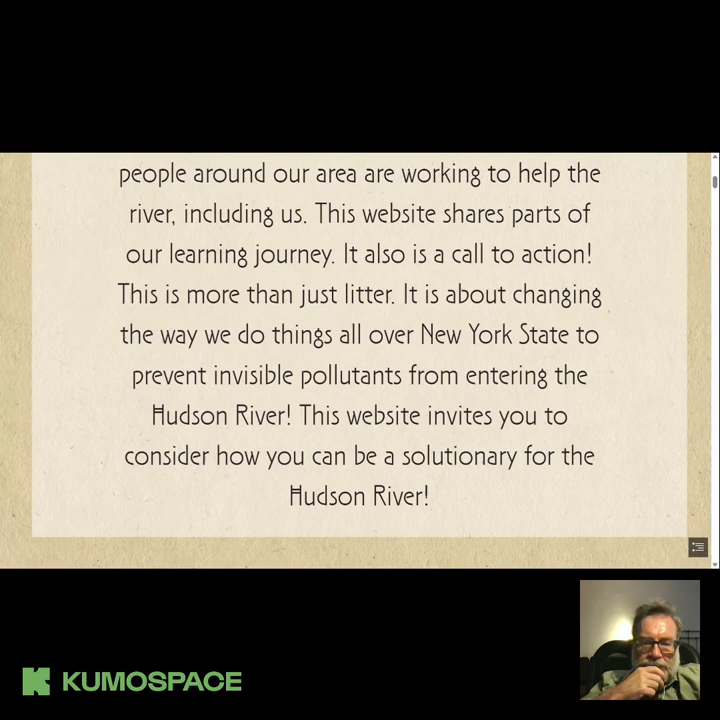 people around our area are working to help the
river, including us. This website shares parts of
our learning journey. It also is a call to action!
This is more than just litter. It is about changing
the way we do things all over New York State to
prevent invisible pollutants from entering the
Hudson River! This website invites you to
consider how you can be a solutionary for the
Hudson River!
KUMOSPACE